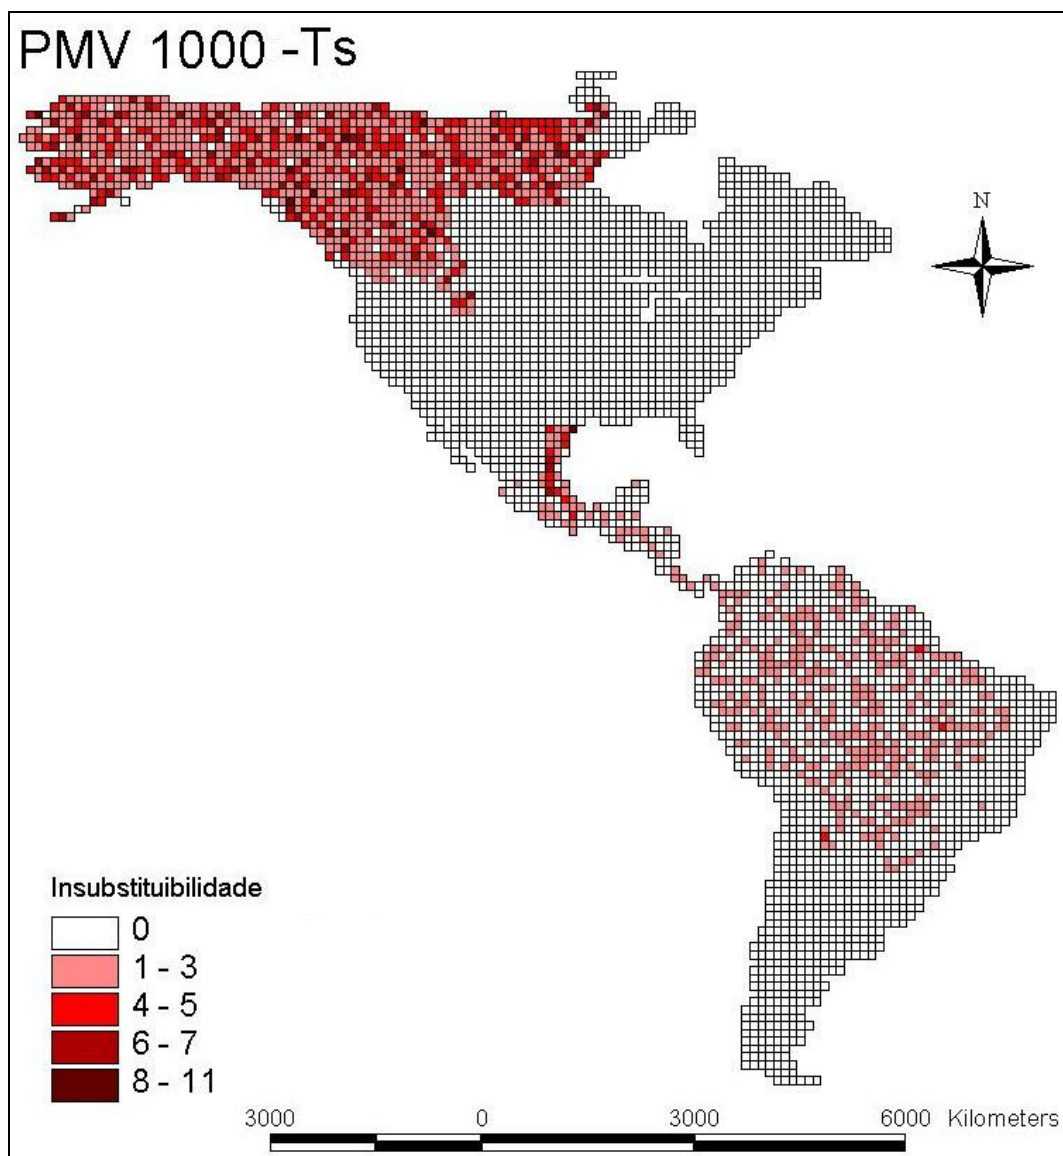 PMV 1000 -Ts
N
Insubstituibilidade
0
1 - 3
4 - 5
6 - 7
8 - 11
3000 0 3000 6000 Kilometers